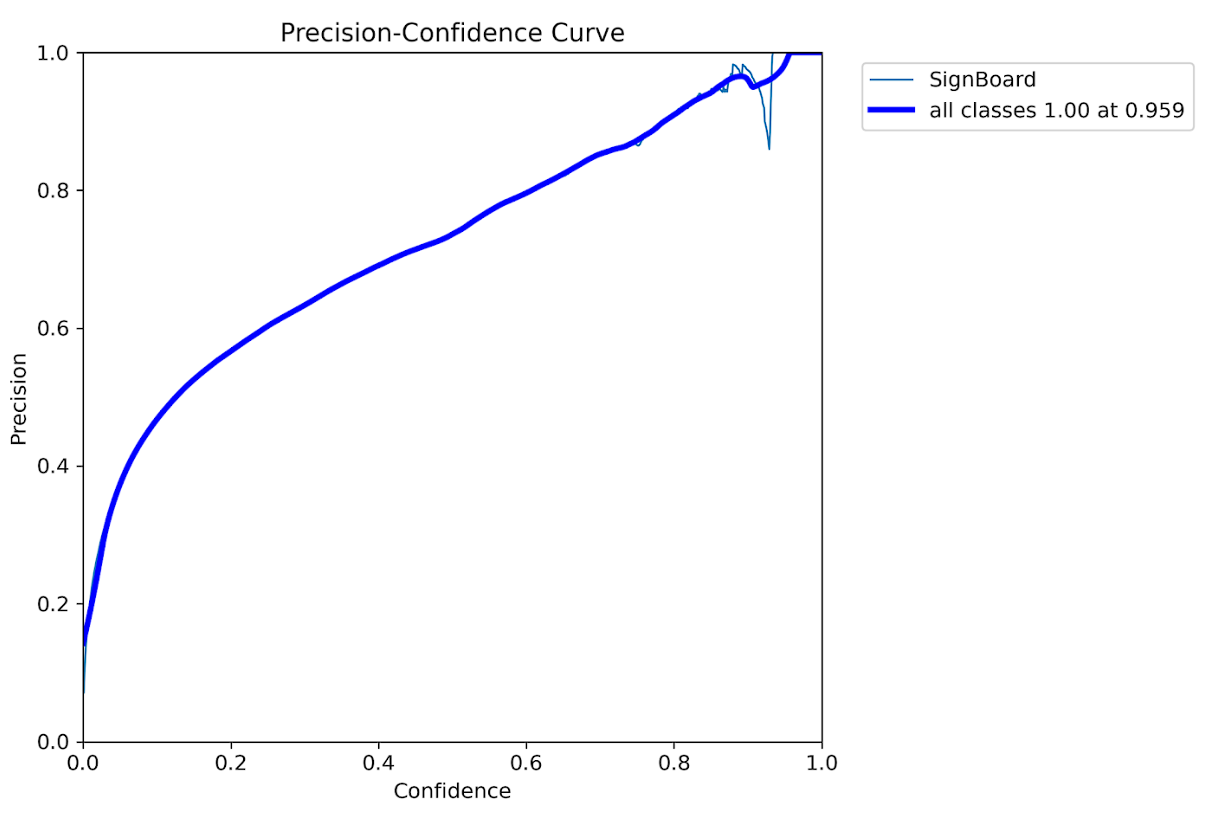 Precision-Confidence Curve
1.0
0.8
0.6
0.4
0.2
0.0
Precision
0.0 0.2 0.4 0.6 0.8 1.0
Confidence
SignBoard
all classes 1.00 at 0.959